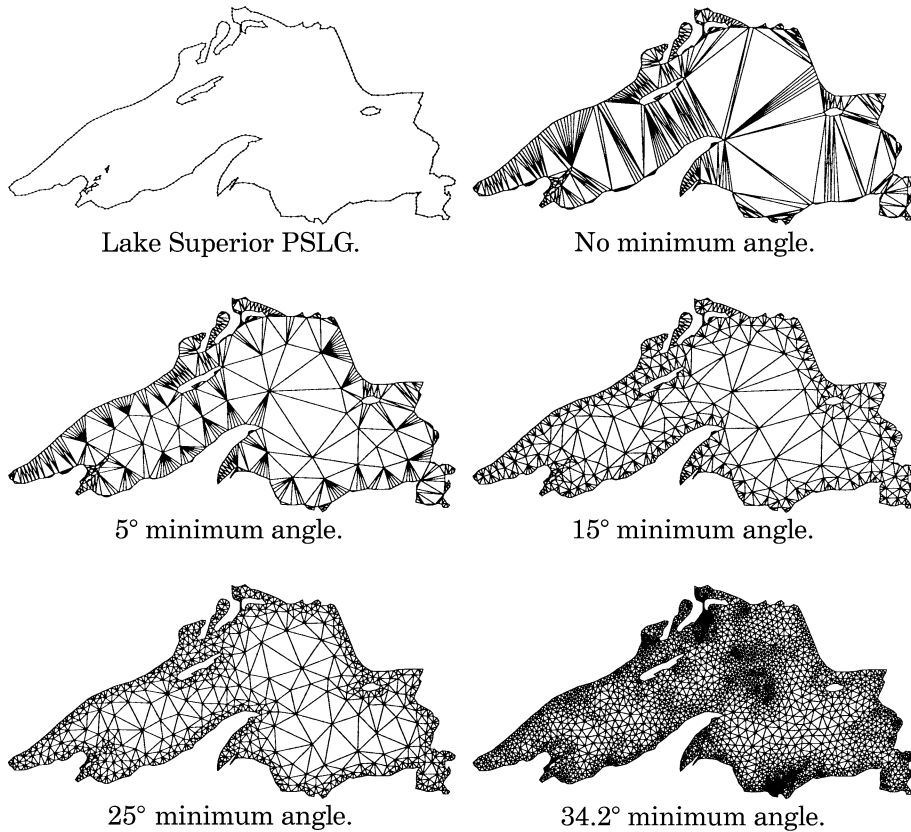 Lake Superior PSLG.
No minimum angle.
5° minimum angle.
15° minimum angle.
25° minimum angle.
34.2° minimum angle.